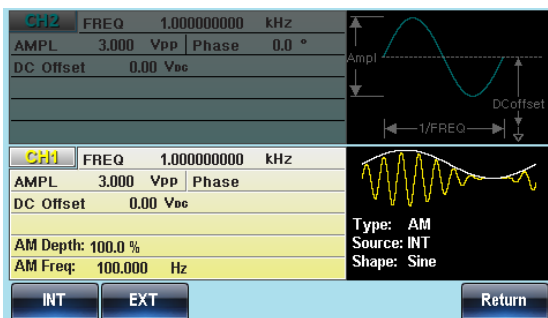 CH2 FREQ 1.000000000 kHz
AMPL 3.000 Vpp Phase 0.0 °
DC Offset 0.00 VDC
Ampl
DCoffset
1/FREQ
CH1 FREQ 1.000000000 kHz
AMPL 3.000 Vpp Phase
DC Offset 0.00 VDC
AM Depth: 100.0 %
AM Freq: 100.000 Hz
Type: AM
Source: INT
Shape: Sine
INT EXT Return